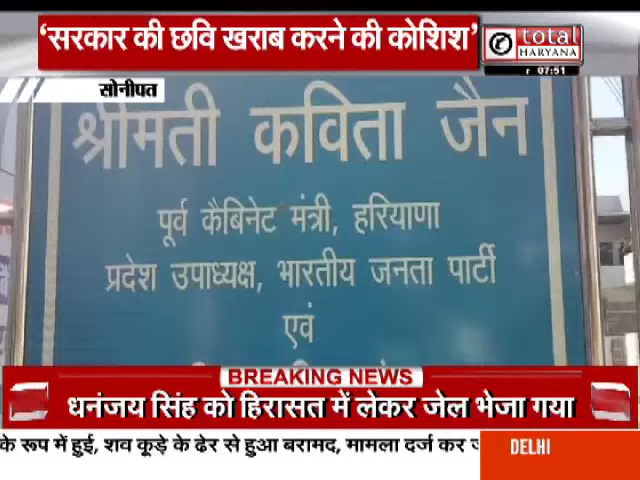 ‘सरकार की छवि खराब करने की कोशिश’
total
HARYANA
07:51
सोनीपत
श्रीमती कविता जैन
पूर्व कैबिनेट मंत्री, हरियाणा
प्रदेश उपाध्यक्ष, भारतीय जनता पार्टी
एवं
BREAKING NEWS
धनंजय सिंह को हिरासत में लेकर जेल भेजा गया
के रूप में हुई, शव कूड़े के ढेर से हुआ बरामद, मामला दर्ज कर
DELHI